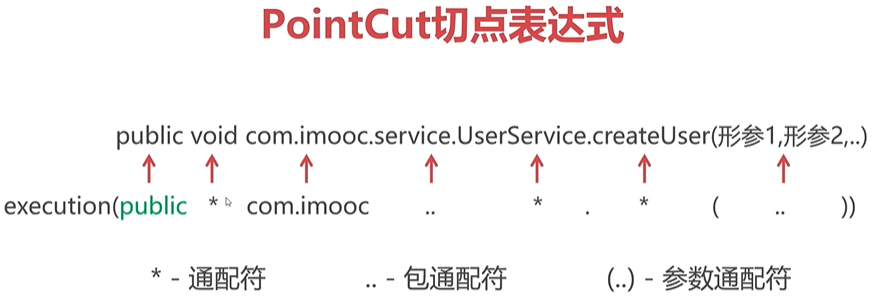 PointCut切点表达式
public void com.imooc.service.UserService.createUser(形参1,形参2,..)
execution(public * com.imooc .. * . * ( .. ))
* - 通配符 .. - 包通配符 (..) - 参数通配符